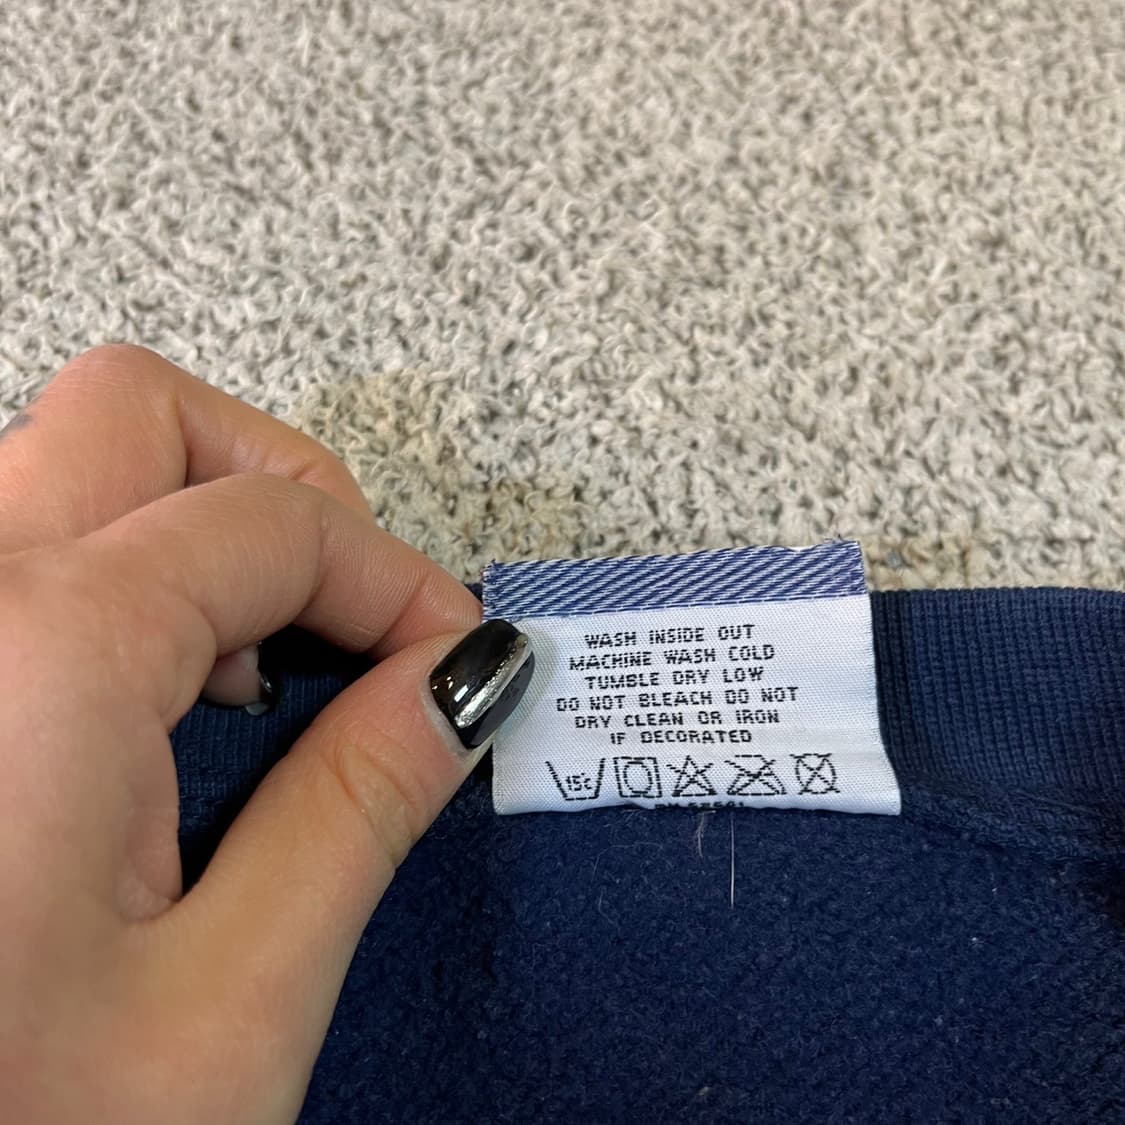 WASH INSIDE OUT
MACHINE WASH COLD
TUMBLE DRY LOW
DO NOT BLEACH DO NOT
DRY CLEAN OR IRON
IF DECORATED
15°c